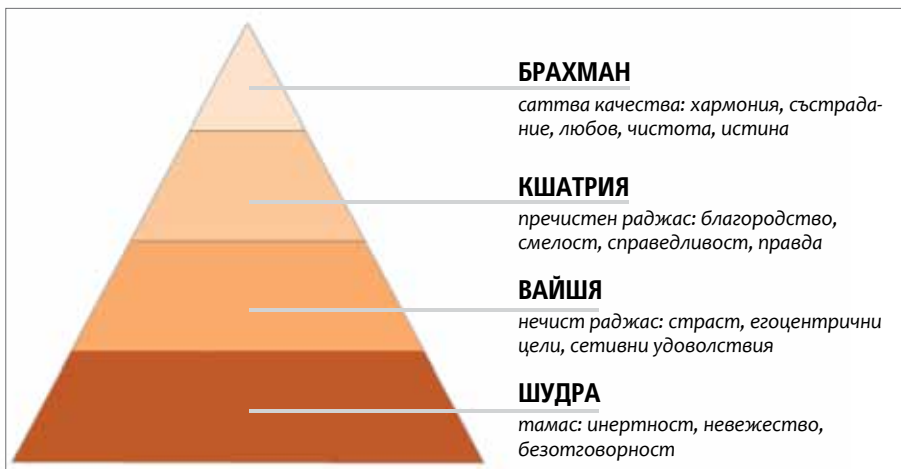 БРАХМАН
саттва качества: хармония, състрада-
ние, любов, чистота, истина
КШАТРИЯ
пречистен раджас: благородство,
смелост, справедливост, правда
ВАЙШЯ
нечист раджас: страст, егоцентрични
цели, сетивни удоволствия
ШУДРА
тамас: инертност, невежество,
безотговорност